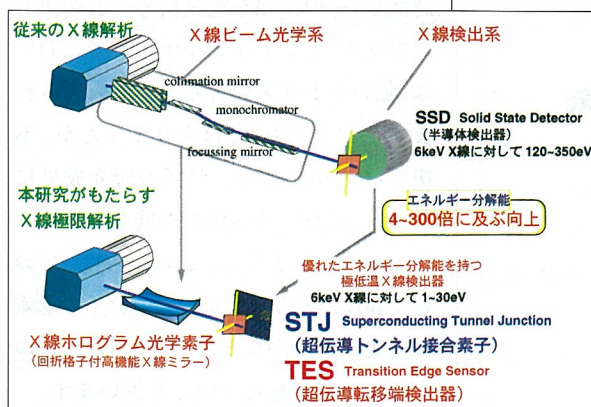 従来のX線解析
X線ビーム光学系
X線検出系
collimation mirror
monochromator
focussing mirror
SSD Solid State Detector
(半導体検出器)
6keV X線に対して 120~350eV
エネルギー分解能
4~300倍に及ぶ向上
本研究がもたらす
X線極限解析
優れたエネルギー分解能を持つ
極低温X線検出器
6keV X線に対して 1~30eV
STJ Superconducting Tunnel Junction
(超伝導トンネル接合素子)
TES Transition Edge Sensor
(超伝導転移端検出器)
X線ホログラム光学素子
(回折格子付高機能X線ミラー)